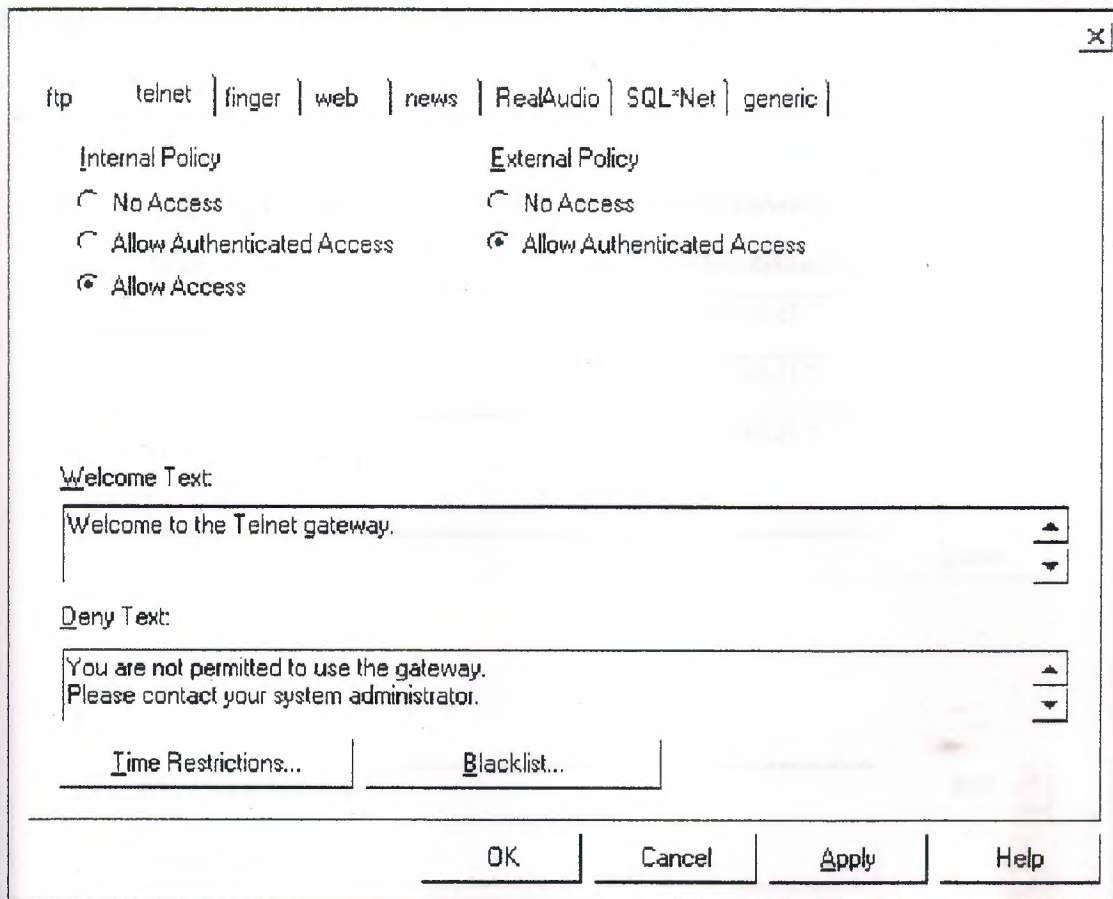 ftp telnet finger web news RealAudio SQL*Net generic
Internal Policy
No Access
Allow Authenticated Access
Allow Access
External Policy
No Access
Allow Authenticated Access
Welcome Text:
Welcome to the Telnet gateway.
Deny Text:
You are not permitted to use the gateway.
Please contact your system administrator.
Time Restrictions...
Blacklist...
OK
Cancel
Apply
Help